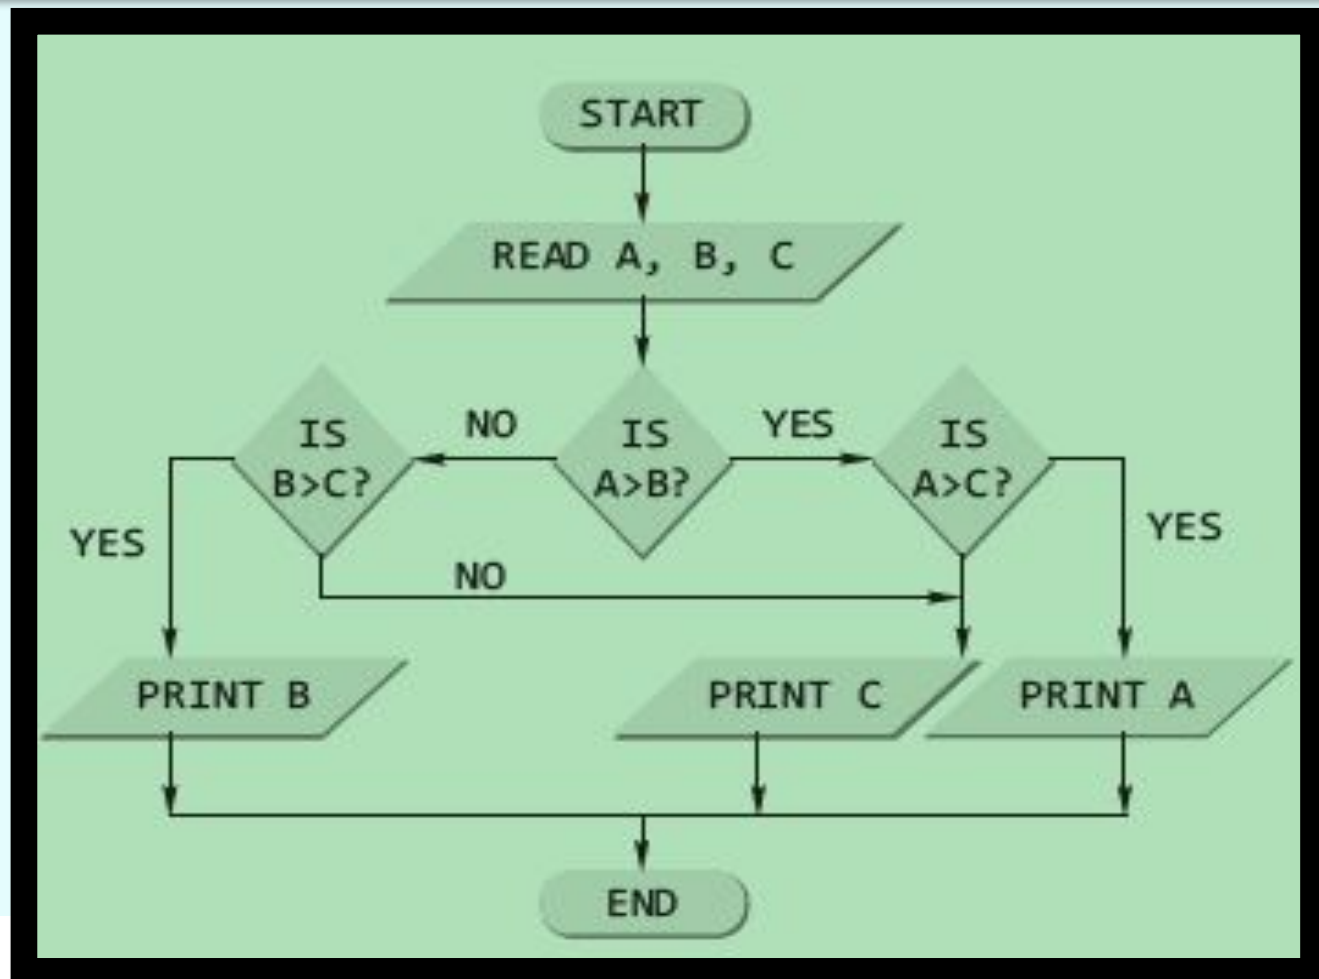 START
READ A, B, C
IS
B>C?
NO
IS
A>B?
YES
IS
A>C?
YES
YES
NO
PRINT B
PRINT C
PRINT A
END